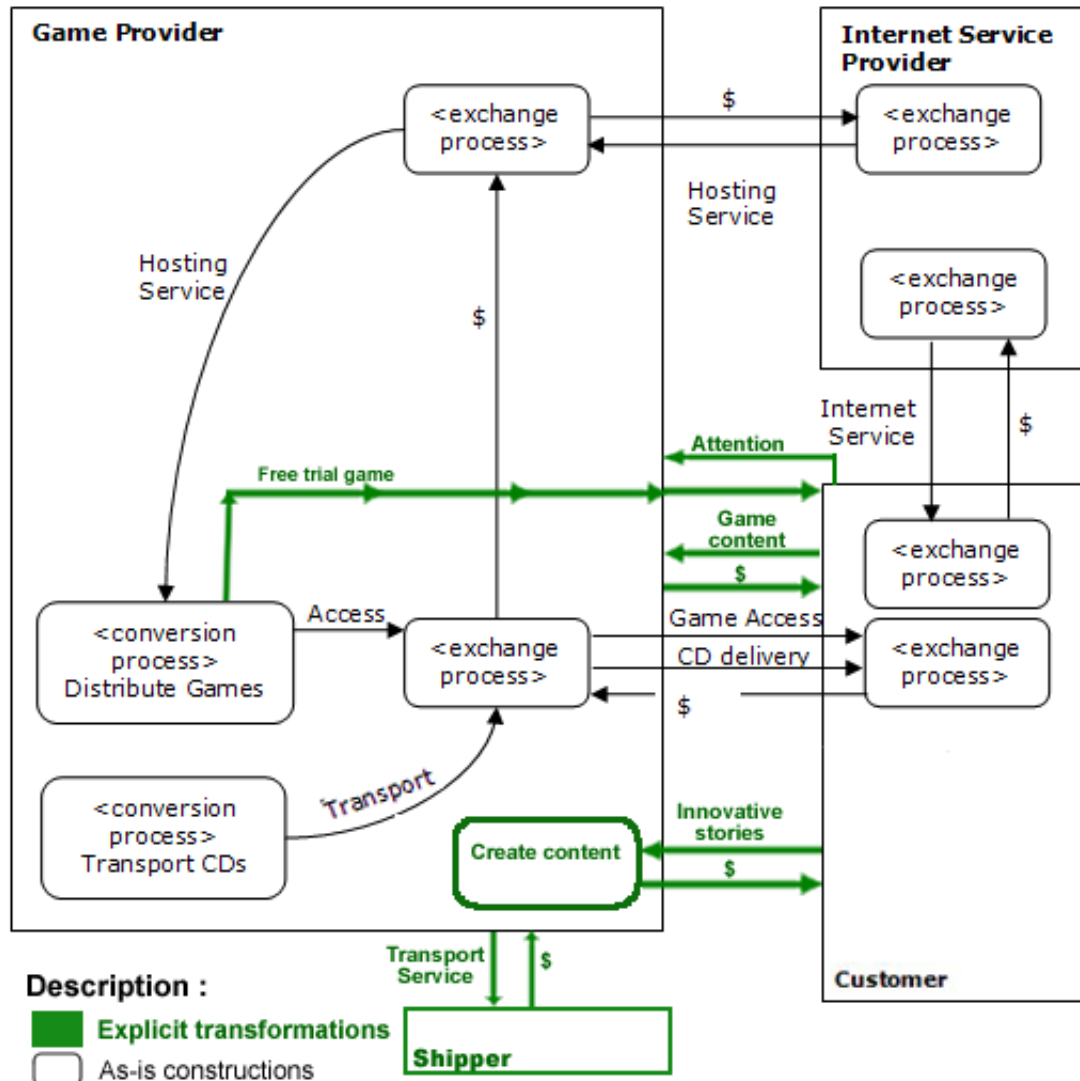 Game Provider
Internet Service
Provider
<exchange
process>
$
<exchange
process>
Hosting
Service
Hosting
Service
$
<exchange
process>
Internet
Service
$
Attention
Free trial game
Game
content
$
<exchange
process>
<conversion
process>
Distribute Games
Access
<exchange
process>
Game Access
CD delivery
$
<exchange
process>
<conversion
process>
Transport CDs
Transport
Create content
Innovative
stories
$
Transport
Service
$
Customer
Description :
Explicit transformations
As-is constructions
Shipper